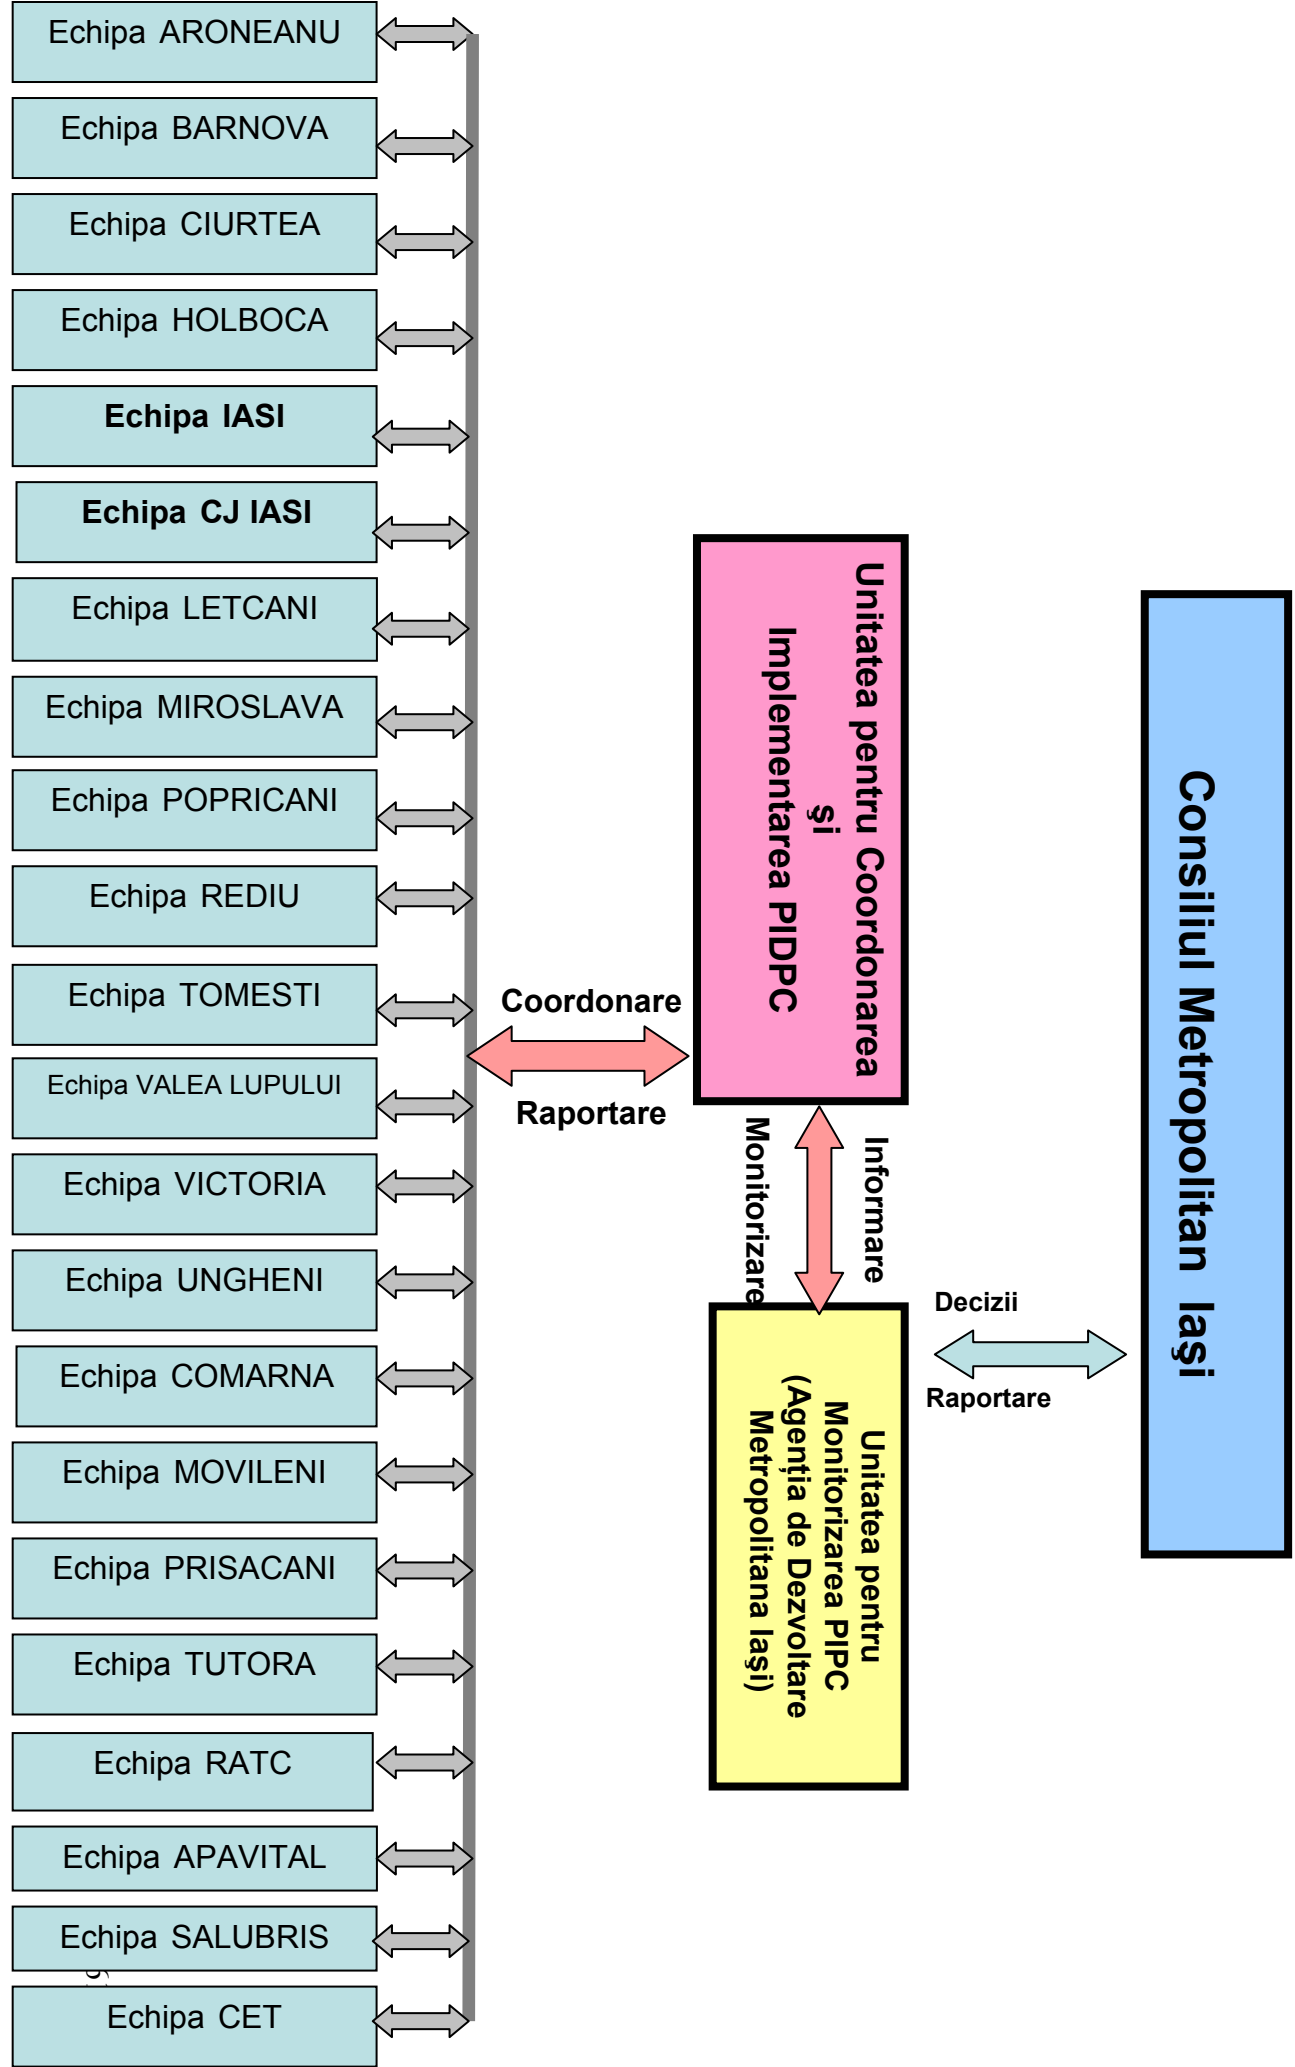 Echipa ARONEANU
Echipa BARNOVA
Echipa CIURTEA
Echipa HOLBOCA
Echipa IASI
Echipa CJ IASI
Echipa LETCANI
Echipa MIROSLAVA
Echipa POPRICANI
Echipa REDIU
Echipa TOMESTI
Echipa VALEA LUPULUI
Echipa VICTORIA
Echipa UNGHENI
Echipa COMARNA
Echipa MOVILENI
Echipa PRISACANI
Echipa TUTORA
Echipa RATC
Echipa APAVITAL
Echipa SALUBRIS
Echipa CET
Coordonare
Raportare
Unitatea pentru Coordonarea
şi
Implementarea PIDPC
Informare
Monitorizare
Unitatea pentru
Monitorizarea PIPC
(Agenţia de Dezvoltare
Metropolitana Iaşi)
Decizii
Raportare
Consiliul Metropolitan Iaşi